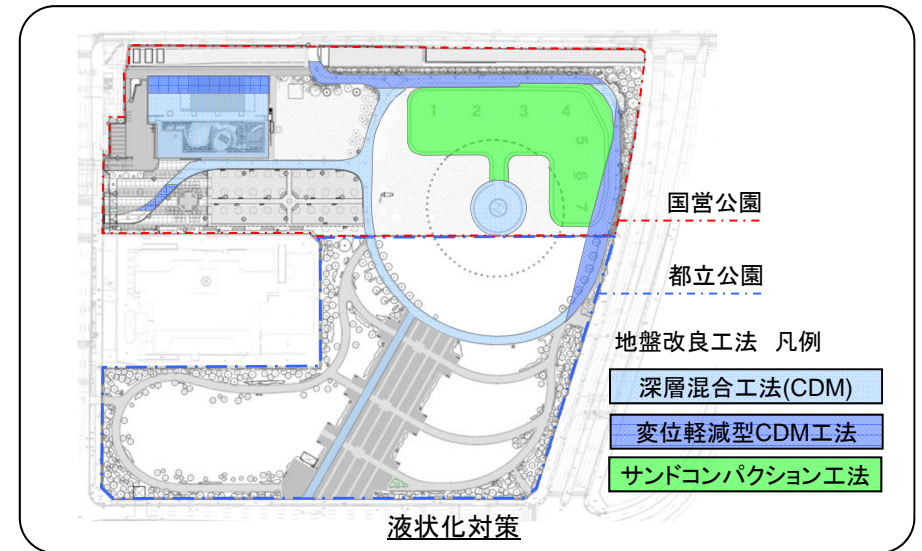 1 2 3 4
5
6
7
国営公園
都立公園
地盤改良工法 凡例
深層混合工法(CDM)
変位軽減型CDM工法
サンドコンパクション工法
液状化対策